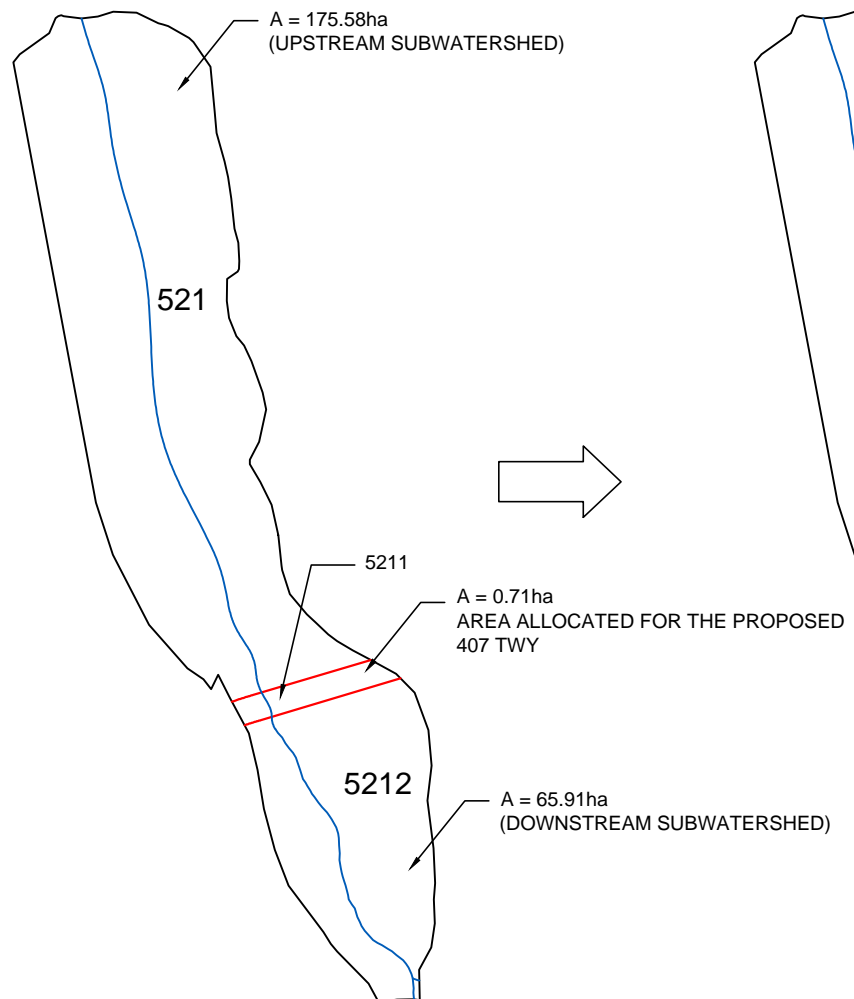 A = 175.58ha
(UPSTREAM SUBWATERSHED)
521
5211
A = 0.71ha
AREA ALLOCATED FOR THE PROPOSED
407 TWY
5212
A = 65.91ha
(DOWNSTREAM SUBWATERSHED)